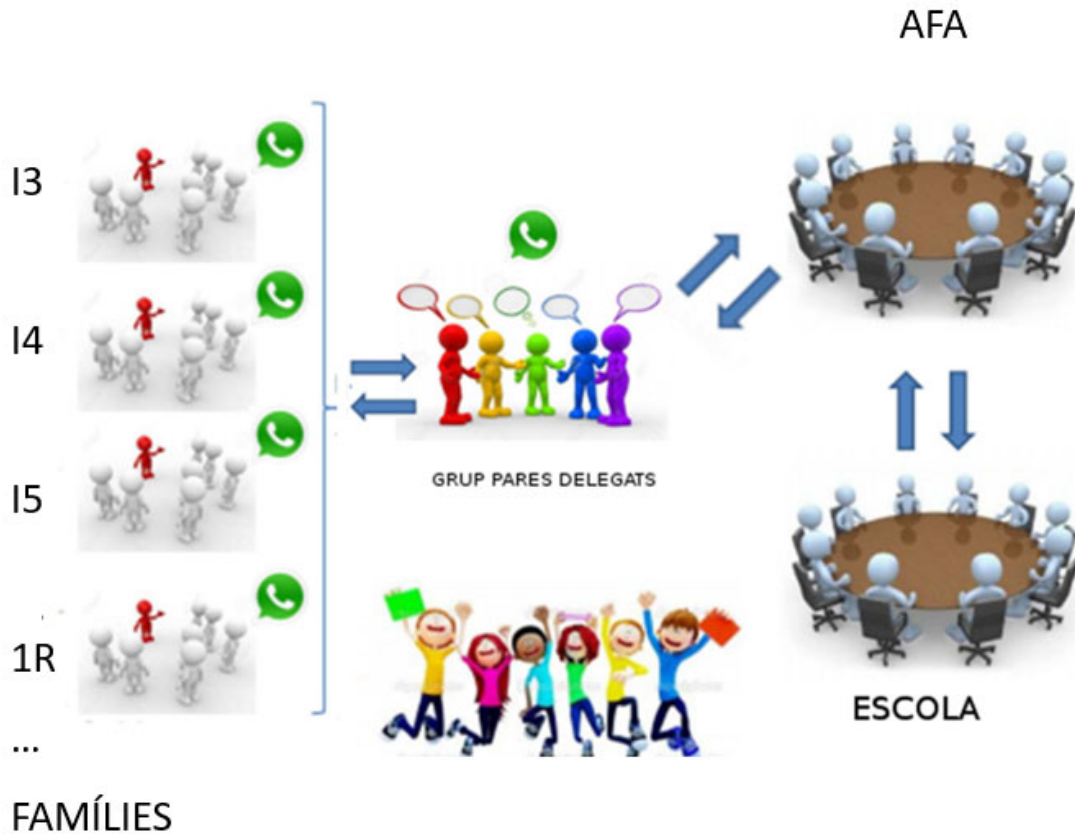 AFA
I3
I4
I5
1R
...
FAMÍLIES
GRUP PARES DELEGATS
ESCOLA